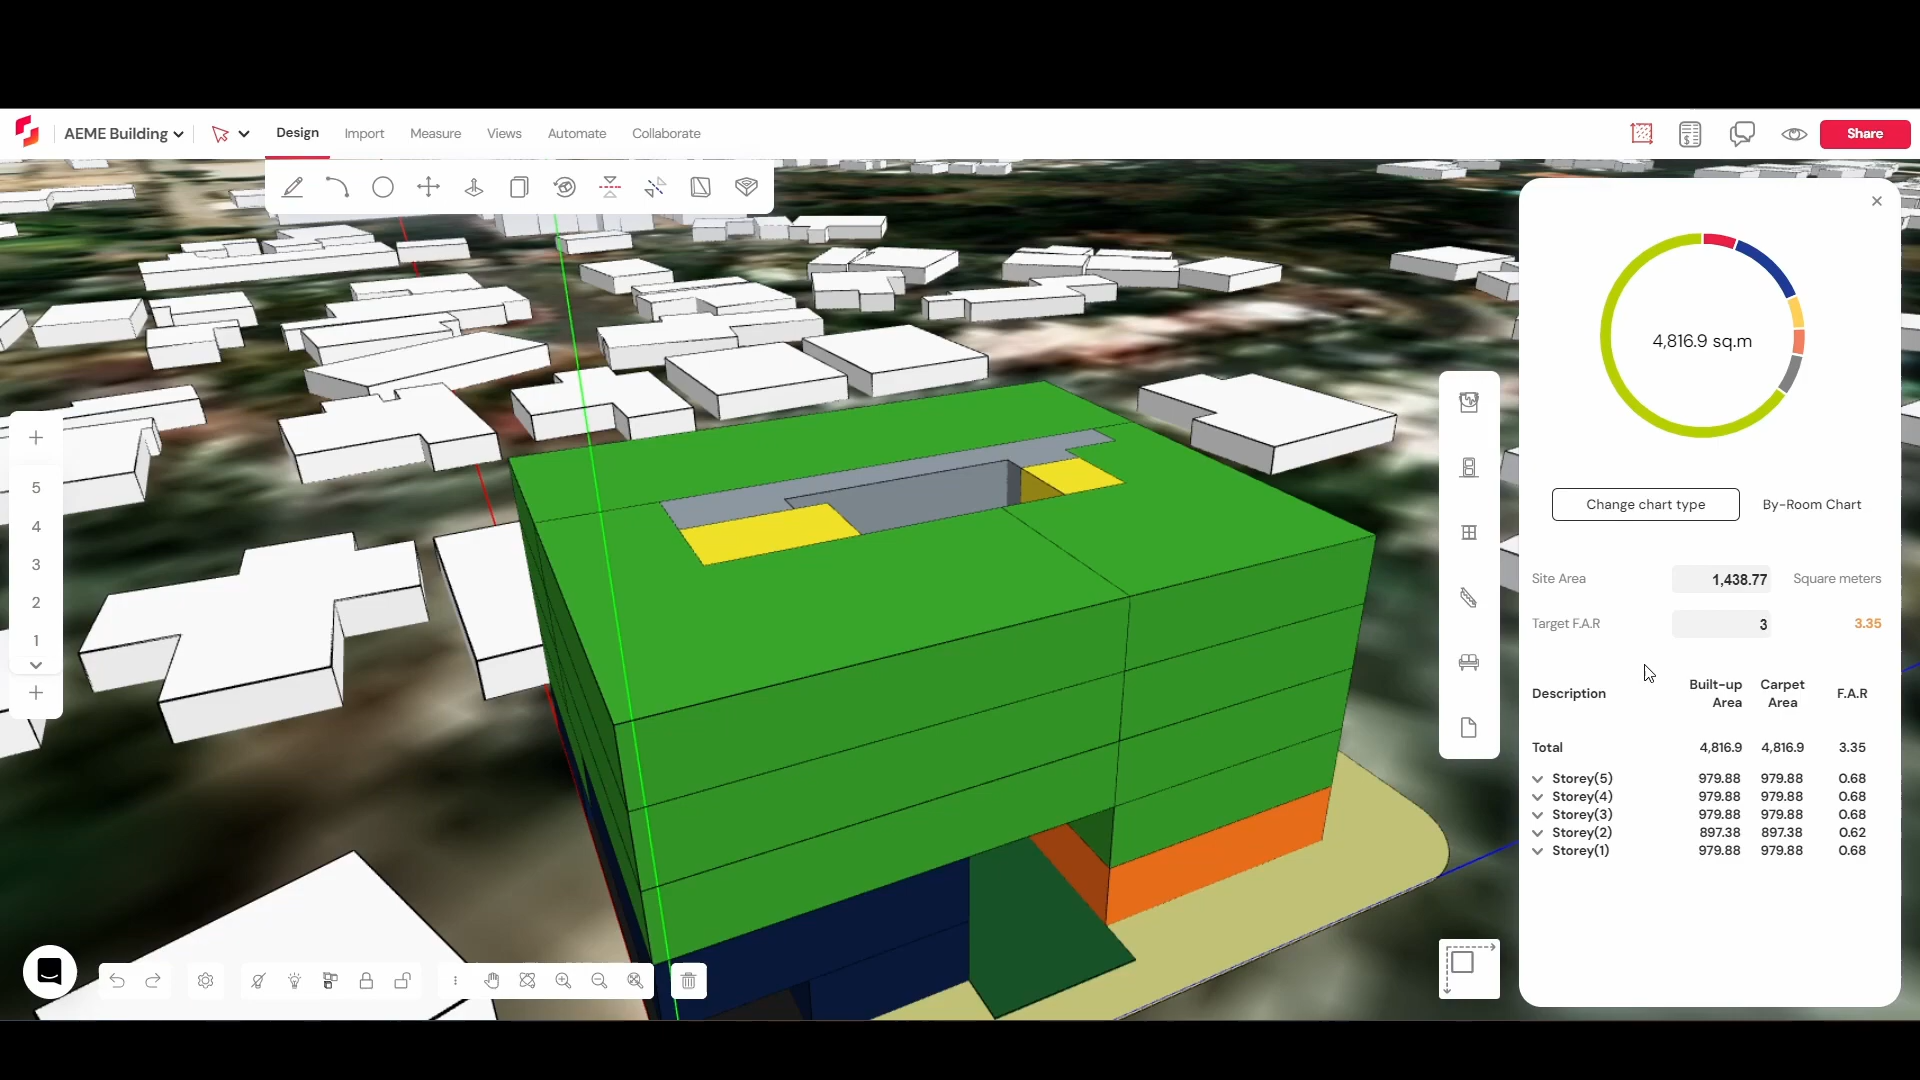 AEME Building
Design Import Measure Views Automate Collaborate
Share
5
4
3
2
1
4,816.9 sq.m
Change chart type By-Room Chart
Site Area 1,438.77 Square meters
Target F.A.R 3 3.35
Description Built-up Area Carpet Area F.A.R
Total 4,816.9 4,816.9 3.35
Storey(5) 979.88 979.88 0.68
Storey(4) 979.88 979.88 0.68
Storey(3) 979.88 979.88 0.68
Storey(2) 897.38 897.38 0.62
Storey(1) 979.88 979.88 0.68